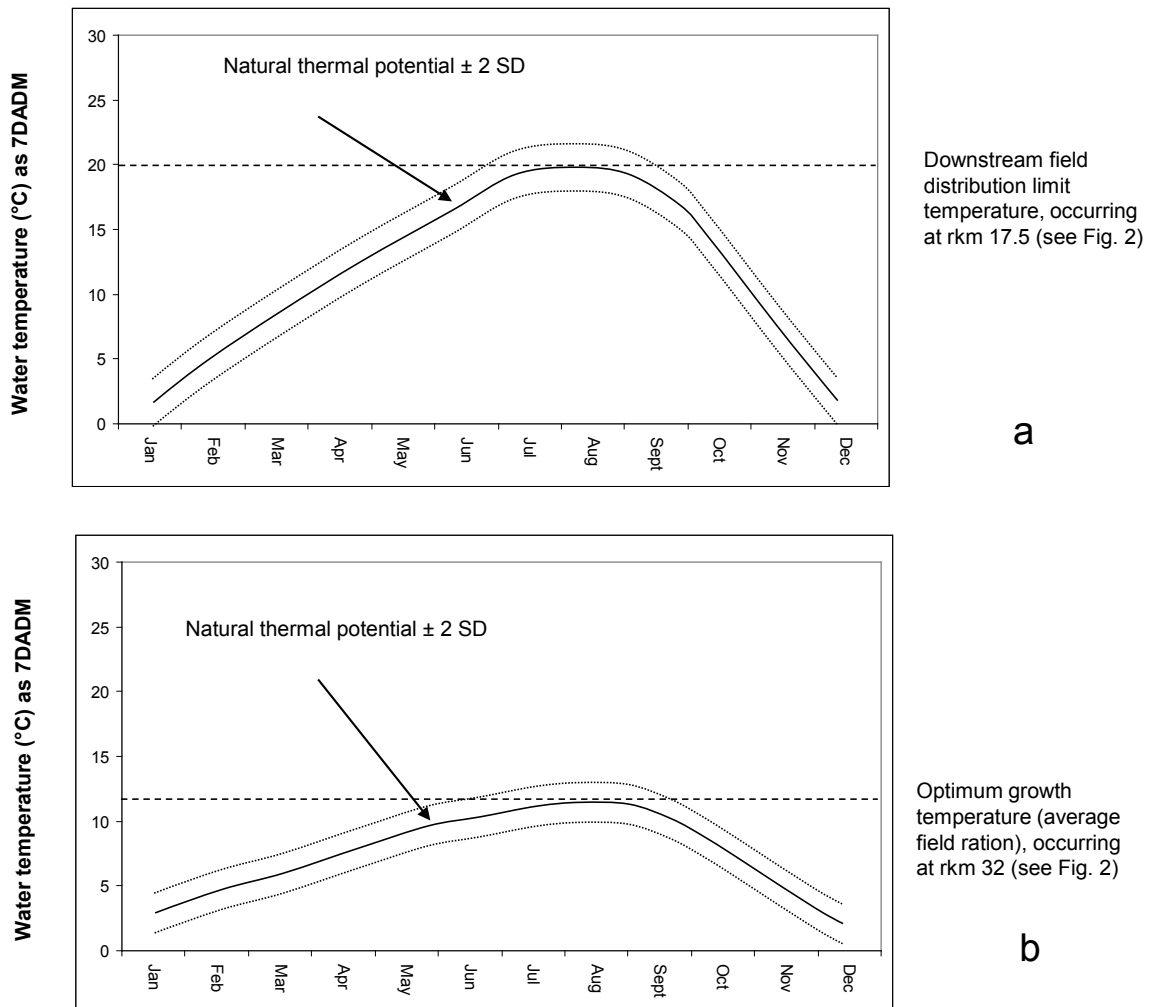 Water temperature (°C) as 7DADM
30
25
20
15
10
5
0
Natural thermal potential ± 2 SD
Jan
Feb
Mar
Apr
May
Jun
Jul
Aug
Sept
Oct
Nov
Dec
Downstream field
distribution limit
temperature, occurring
at rkm 17.5 (see Fig. 2)
a
Water temperature (°C) as 7DADM
30
25
20
15
10
5
0
Natural thermal potential ± 2 SD
Jan
Feb
Mar
Apr
May
Jun
Jul
Aug
Sept
Oct
Nov
Dec
Optimum growth
temperature (average
field ration), occurring
at rkm 32 (see Fig. 2)
b